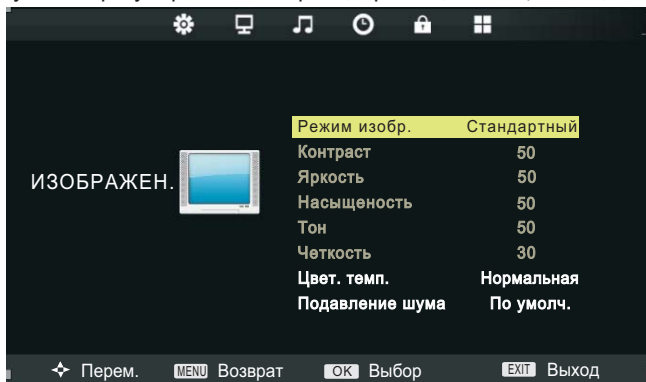 Режим изобр. Стандартный
Контраст 50
ИЗОБРАЖЕН.
Яркость 50
Насыщеность 50
Тон 50
Четкость 30
Цвет. темп. Нормальная
Подавление шума По умолч.
Перем. MENU Возврат OK Выбор EXIT Выход